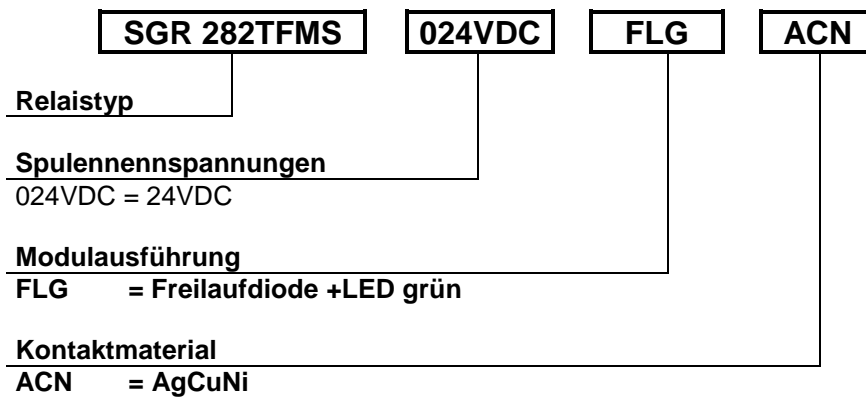 SGR 282TFMS 024VDC FLG ACN
Relaistyp
Spulennennspannungen
024VDC = 24VDC
Modulausführung
FLG = Freilaufdiode +LED grün
Kontaktmaterial
ACN = AgCuNi